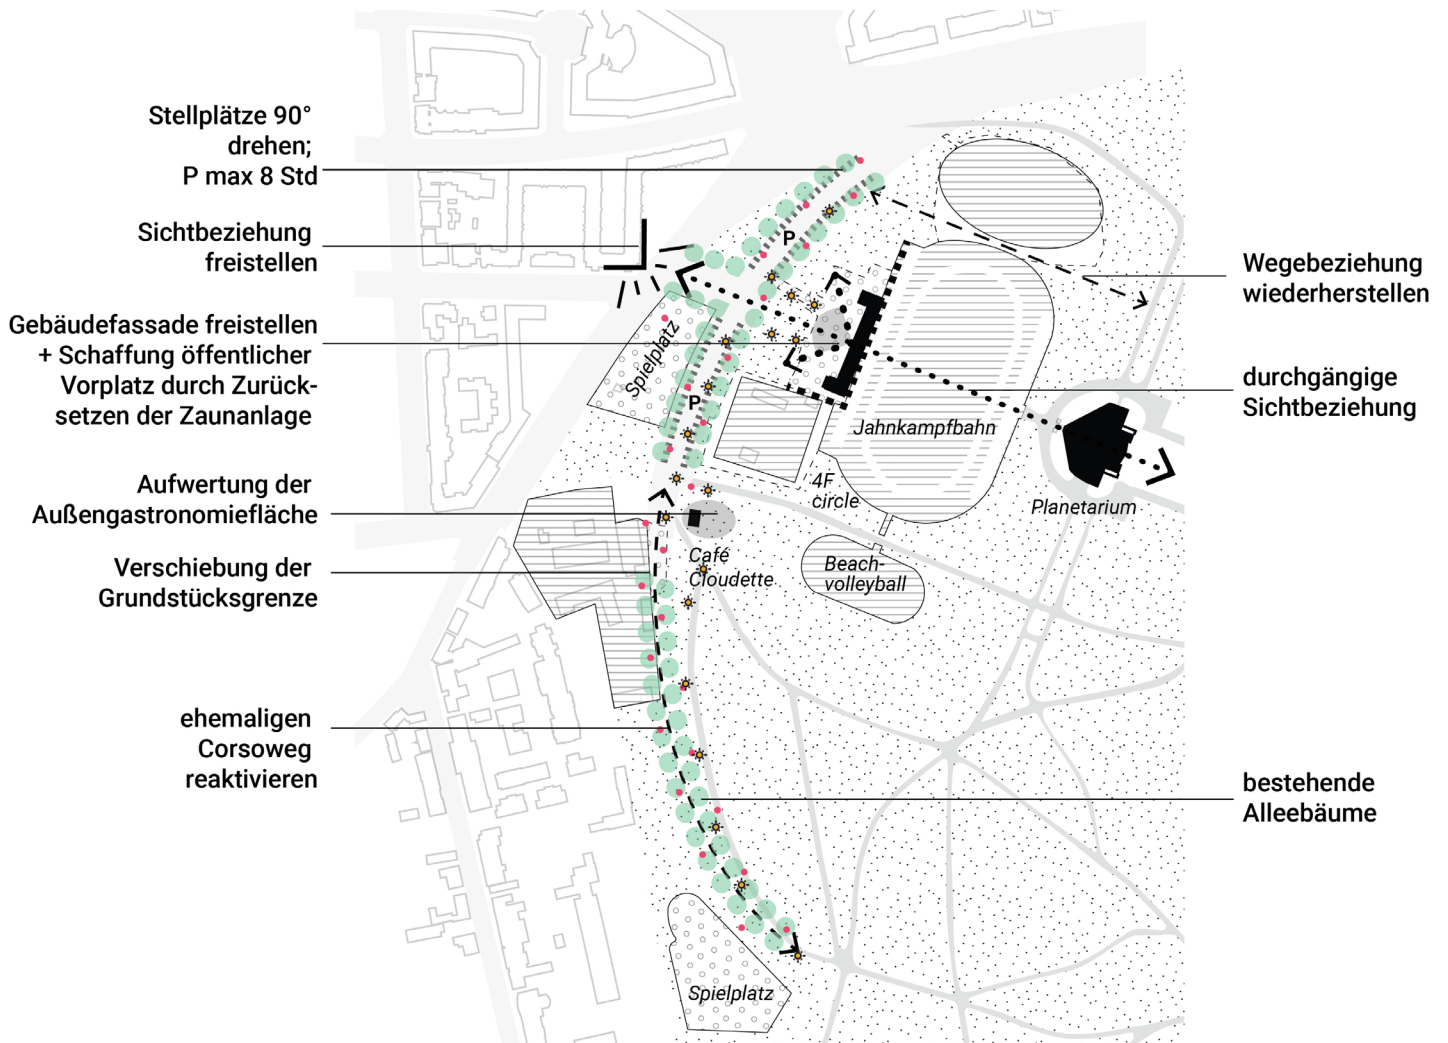 Stellplätze 90°
drehen;
P max 8 Std
Sichtbeziehung
freistellen
Gebäudefassade freistellen
+ Schaffung öffentlicher
Vorplatz durch Zurück-
setzen der Zaunanlage
Aufwertung der
Außengastronomiefläche
Verschiebung der
Grundstücksgrenze
ehemaligen
Corsoweg
reaktivieren
P
Spielplatz
P
Jahnkampfbahn
4F
circle
Planetarium
Café
Cloudette
Beach-
volleyball
Spielplatz
Wegebeziehung
wiederherstellen
durchgängige
Sichtbeziehung
bestehende
Alleebäume